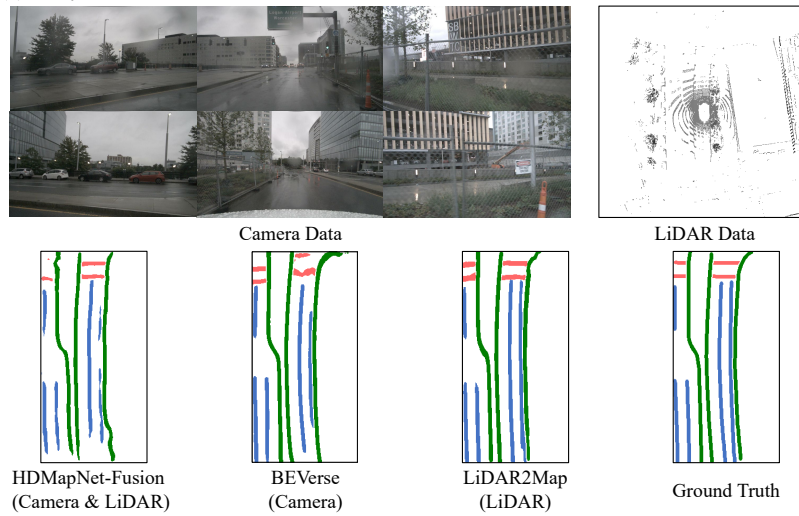 Camera Data
LiDAR Data
HDMapNet-Fusion
(Camera & LiDAR)
BEVerse
(Camera)
LiDAR2Map
(LiDAR)
Ground Truth